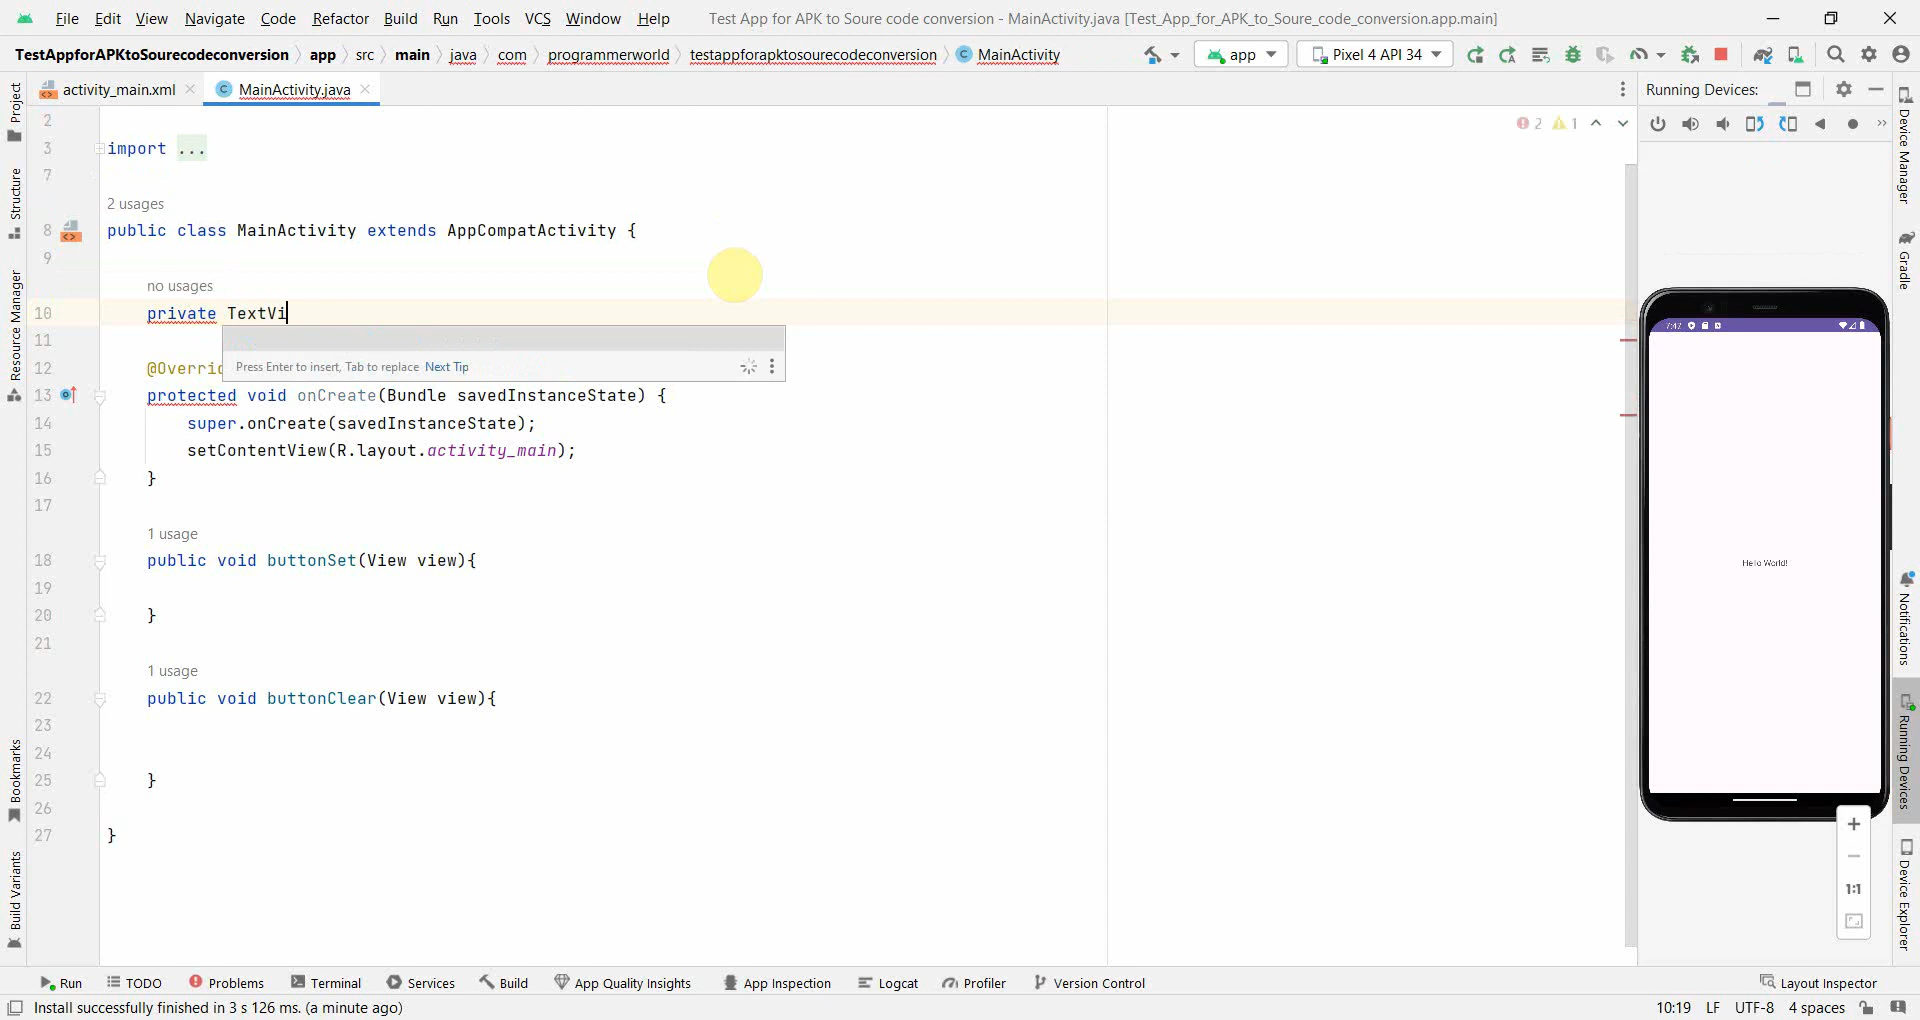 File Edit View Navigate Code Refactor Build Run Tools VCS Window Help Test App for APK to Soure code conversion - MainActivity.java [Test_App_for_APK_to_Soure_code_conversion.app.main]
TestAppforAPKtoSourecodeconversion app src main java com programmerworld testappforapktosourecodeconversion MainActivity app Pixel 4 API 34
activity_main.xml MainActivity.java Running Devices:
2 1
Project
Structure
Resource Manager
Bookmarks
Build Variants
2
3 import ...
7
2 usages
8 public class MainActivity extends AppCompatActivity {
9
no usages
10 private TextVi
11
Press Enter to insert, Tab to replace Next Tip
12 @Overrid
13 protected void onCreate(Bundle savedInstanceState) {
14 super.onCreate(savedInstanceState);
15 setContentView(R.layout.activity_main);
16 }
17
1 usage
18 public void buttonSet(View view){
19
20 }
21
1 usage
22 public void buttonClear(View view){
23
24
25 }
26
27 }
7:47
Hello World!
1:1
Device Manager
Gradle
Notifications
Running Devices
Device Explorer
Run TODO Problems Terminal Services Build App Quality Insights App Inspection Logcat Profiler Version Control Layout Inspector
Install successfully finished in 3 s 126 ms. (a minute ago) 10:19 LF UTF-8 4 spaces